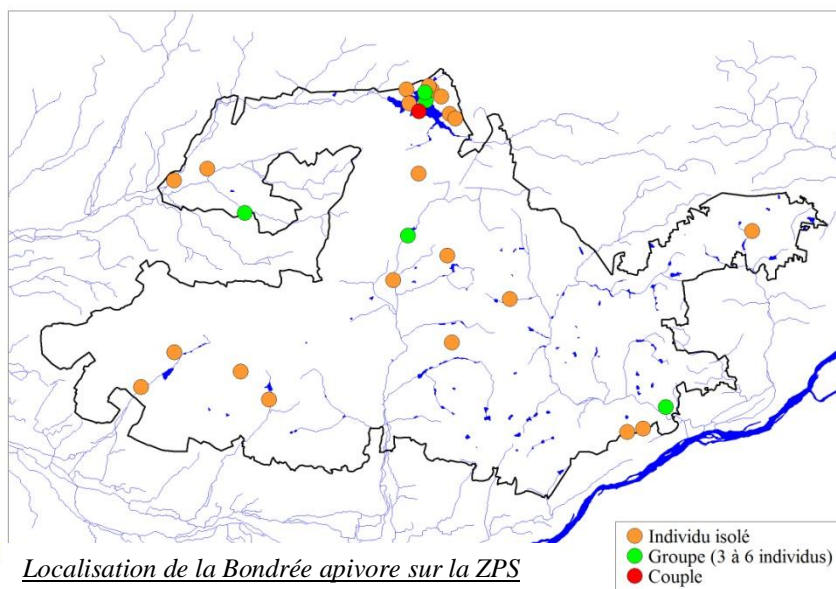 Individu isolé
Groupe (3 à 6 individus)
Couple
Localisation de la Bondrée apivore sur la ZPS